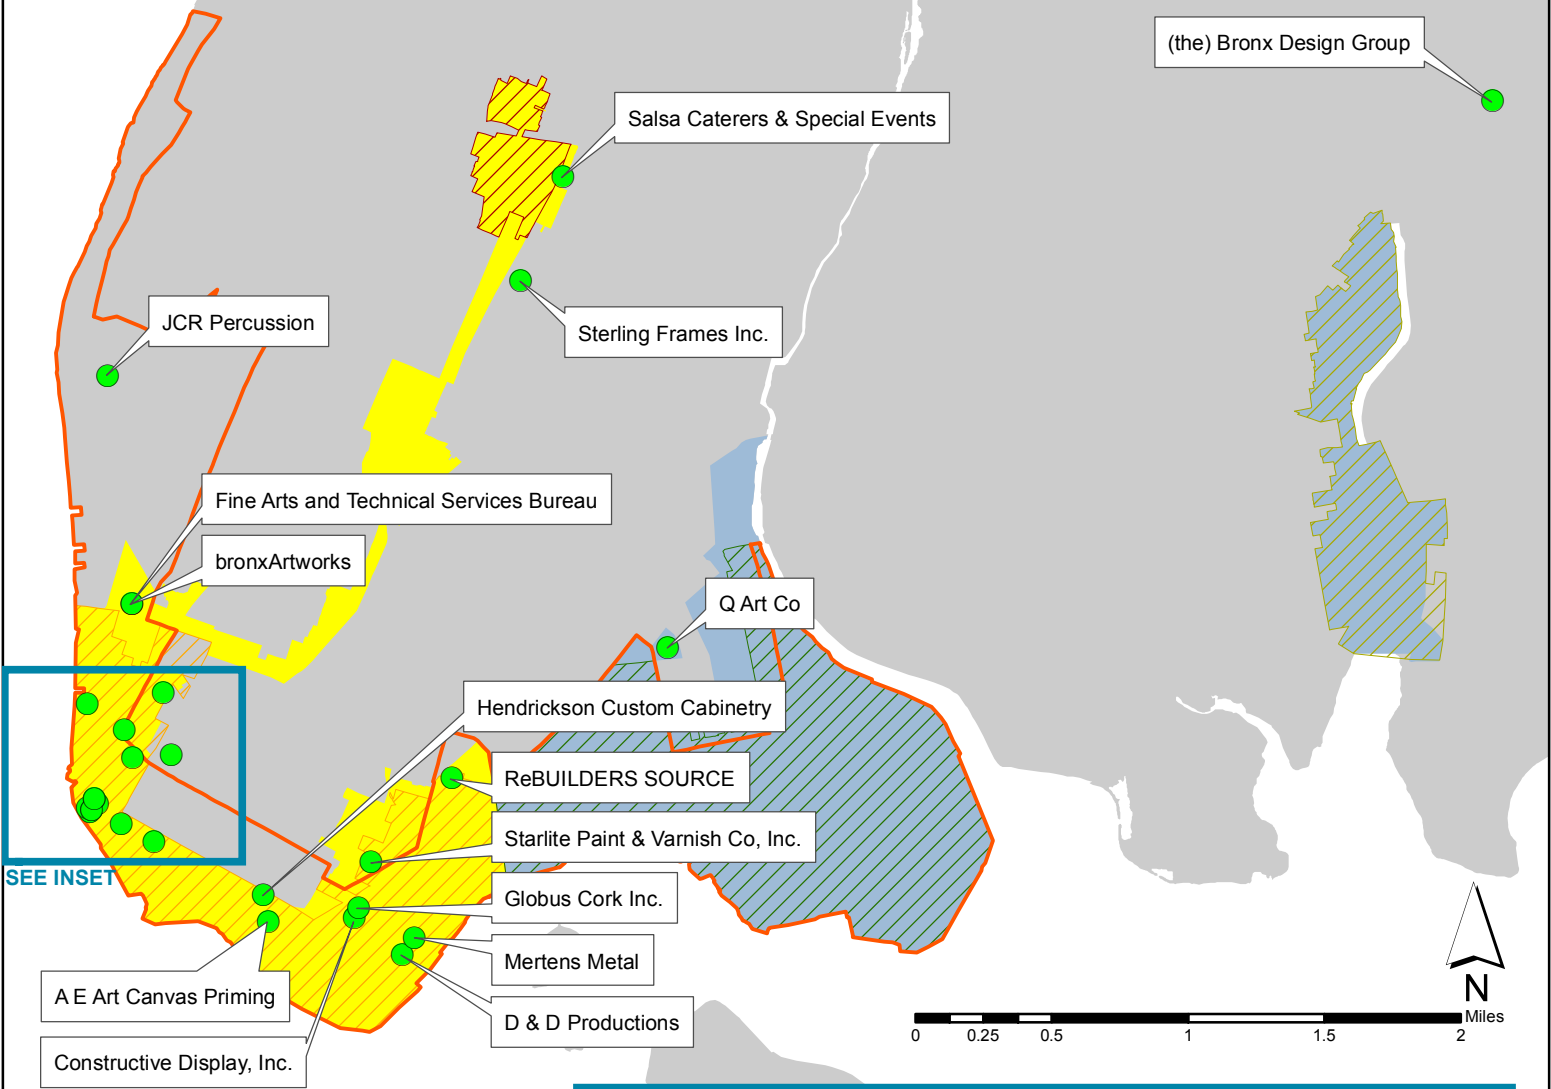 (the) Bronx Design Group
Salsa Caterers & Special Events
JCR Percussion
Sterling Frames Inc.
Fine Arts and Technical Services Bureau
bronxArtworks
Q Art Co
Hendrickson Custom Cabinetry
ReBUILDERS SOURCE
Starlite Paint & Varnish Co, Inc.
SEE INSET
Globus Cork Inc.
Mertens Metal
A E Art Canvas Priming
D & D Productions
Constructive Display, Inc.
N
Miles
0 0.25 0.5 1 1.5 2